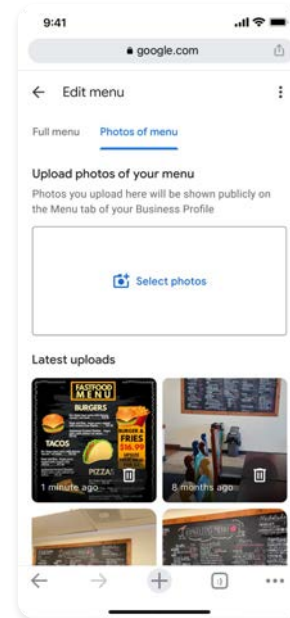 9:41
google.com
Edit menu
Full menu
Photos of menu
Upload photos of your menu
Photos you upload here will be shown publicly on
the Menu tab of your Business Profile
Select photos
Latest uploads
FASTFOOD
MENU
BURGERS
BURGER &
FRIES
$16.99
TACOS
PIZZA!
1 minute ago
8 months ago